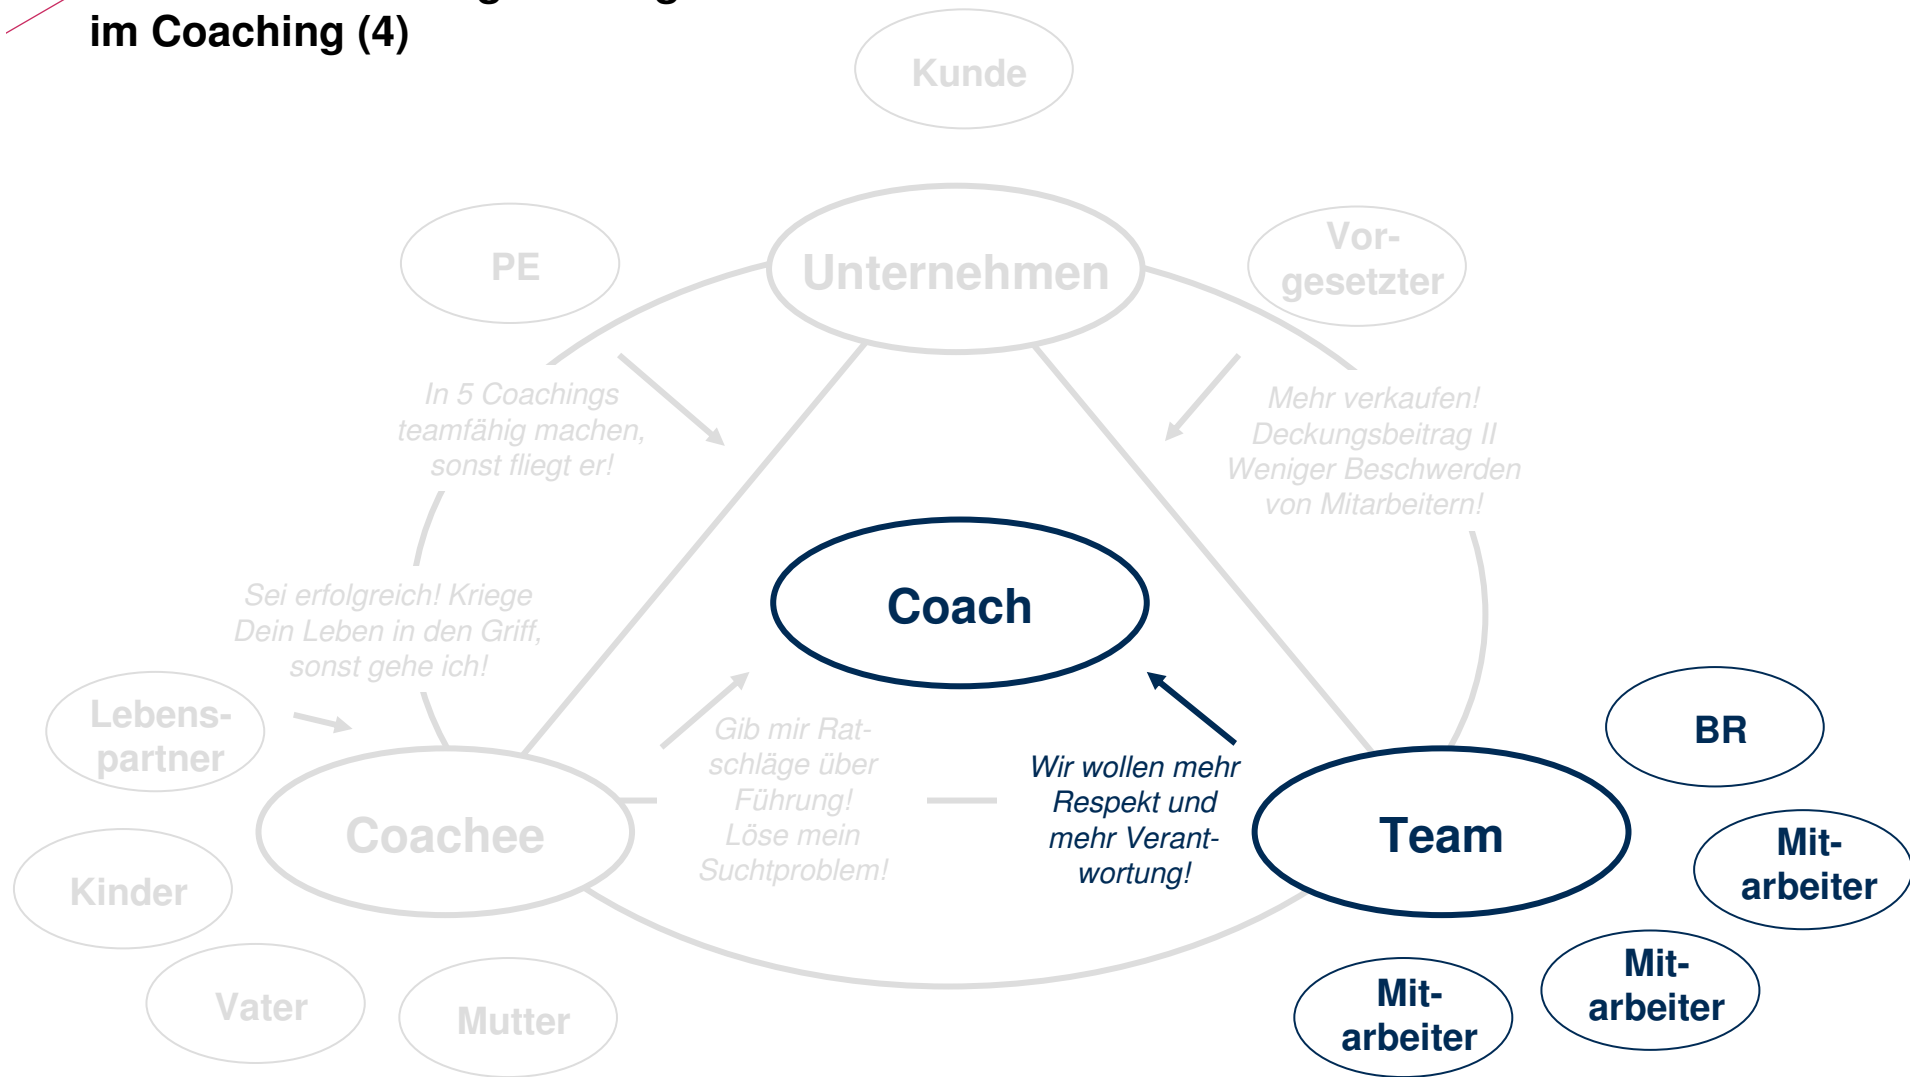 im Coaching (4)
Kunde
PE
Unternehmen
Vor-
gesetzter
In 5 Coachings
teamfähig machen,
sonst fliegt er!
Mehr verkaufen!
Deckungsbeitrag II
Weniger Beschwerden
von Mitarbeitern!
Coach
Sei erfolgreich! Kriege
Dein Leben in den Griff,
sonst gehe ich!
Lebens-
partner
Gib mir Rat-
schläge über
Führung!
Löse mein
Suchtproblem!
Wir wollen mehr
Respekt und
mehr Verant-
wortung!
BR
Coachee
Team
Mit-
arbeiter
Kinder
Mit-
arbeiter
Vater
Mutter
Mit-
arbeiter